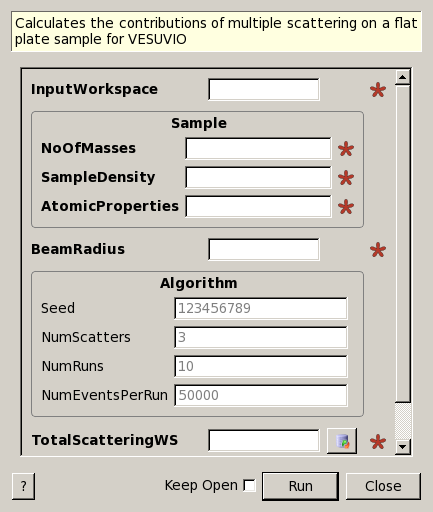 Calculates the contributions of multiple scattering on a flat
plate sample for VESUVIO
InputWorkspace
Sample
NoOfMasses
SampleDensity
AtomicProperties
BeamRadius
Algorithm
Seed 123456789
NumScatters 3
NumRuns 10
NumEventsPerRun 50000
TotalScatteringWS
? Keep Open Run Close